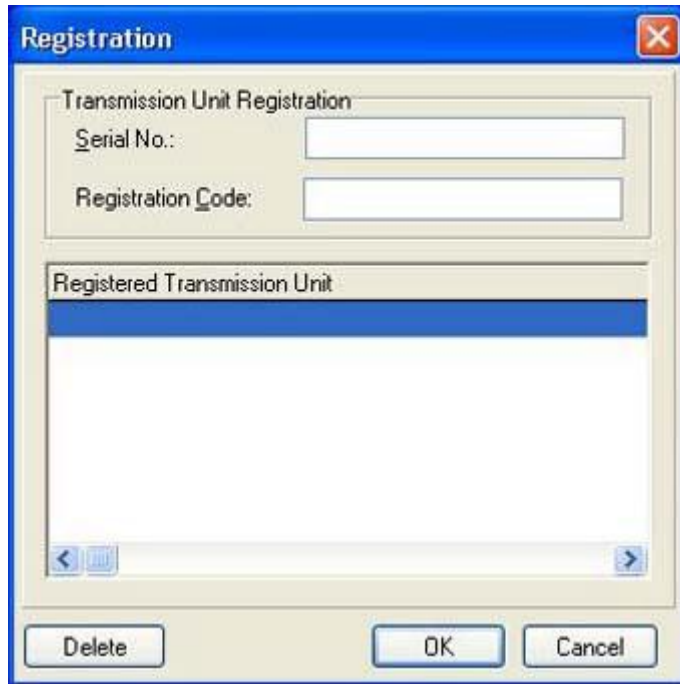 Registration
Transmission Unit Registration
Serial No.:
Registration Code:
Registered Transmission Unit
Delete OK Cancel